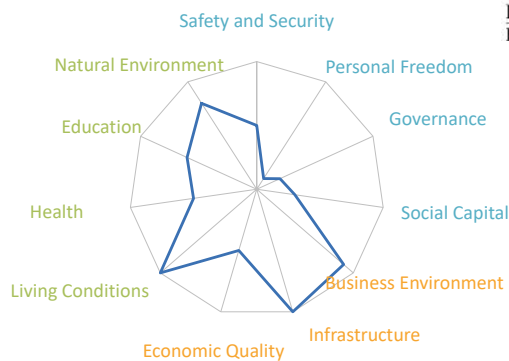 Safety and Security
Natural Environment
Personal Freedom
Education
Governance
Health
Social Capital
Business Environment
Living Conditions
Infrastructure
Economic Quality